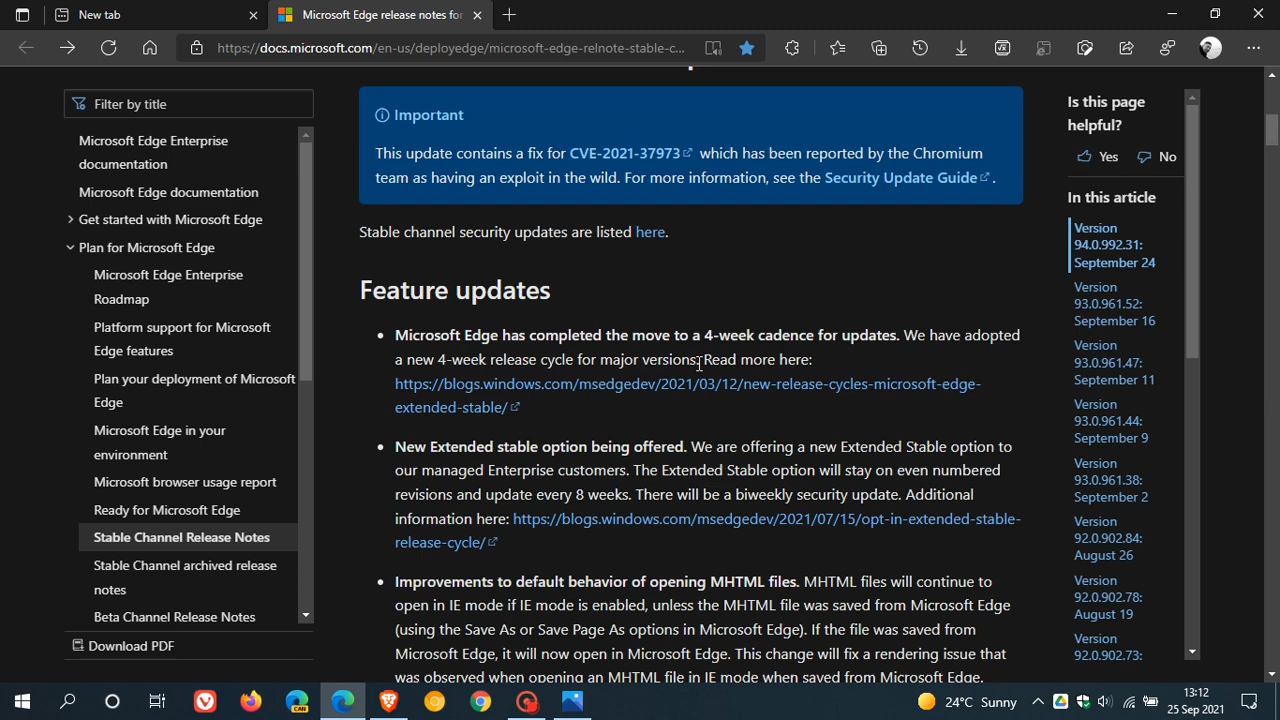 New tab
Microsoft Edge release notes for
https://docs.microsoft.com/en-us/deployedge/microsoft-edge-relnote-stable-c...
Filter by title
Microsoft Edge Enterprise
documentation
Microsoft Edge documentation
Get started with Microsoft Edge
Plan for Microsoft Edge
Microsoft Edge Enterprise
Roadmap
Platform support for Microsoft
Edge features
Plan your deployment of Microsoft
Edge
Microsoft Edge in your
environment
Microsoft browser usage report
Ready for Microsoft Edge
Stable Channel Release Notes
Stable Channel archived release
notes
Beta Channel Release Notes
Download PDF
Important
This update contains a fix for CVE-2021-37973 which has been reported by the Chromium
team as having an exploit in the wild. For more information, see the Security Update Guide.
Stable channel security updates are listed here.
Feature updates
Microsoft Edge has completed the move to a 4-week cadence for updates. We have adopted
a new 4-week release cycle for major versions. Read more here:
https://blogs.windows.com/msedgedev/2021/03/12/new-release-cycles-microsoft-edge-
extended-stable/
New Extended stable option being offered. We are offering a new Extended Stable option to
our managed Enterprise customers. The Extended Stable option will stay on even numbered
revisions and update every 8 weeks. There will be a biweekly security update. Additional
information here: https://blogs.windows.com/msedgedev/2021/07/15/opt-in-extended-stable-
release-cycle/
Improvements to default behavior of opening MHTML files. MHTML files will continue to
open in IE mode if IE mode is enabled, unless the MHTML file was saved from Microsoft Edge
(using the Save As or Save Page As options in Microsoft Edge). If the file was saved from
Microsoft Edge, it will now open in Microsoft Edge. This change will fix a rendering issue that
was observed when opening an MHTML file in IE mode when saved from Microsoft Edge.
Is this page
helpful?
Yes No
In this article
Version
94.0.992.31:
September 24
Version
93.0.961.52:
September 16
Version
93.0.961.47:
September 11
Version
93.0.961.44:
September 9
Version
93.0.961.38:
September 2
Version
92.0.902.84:
August 26
Version
92.0.902.78:
August 19
Version
92.0.902.73:
CAN
24°C Sunny
13:12
25 Sep 2021